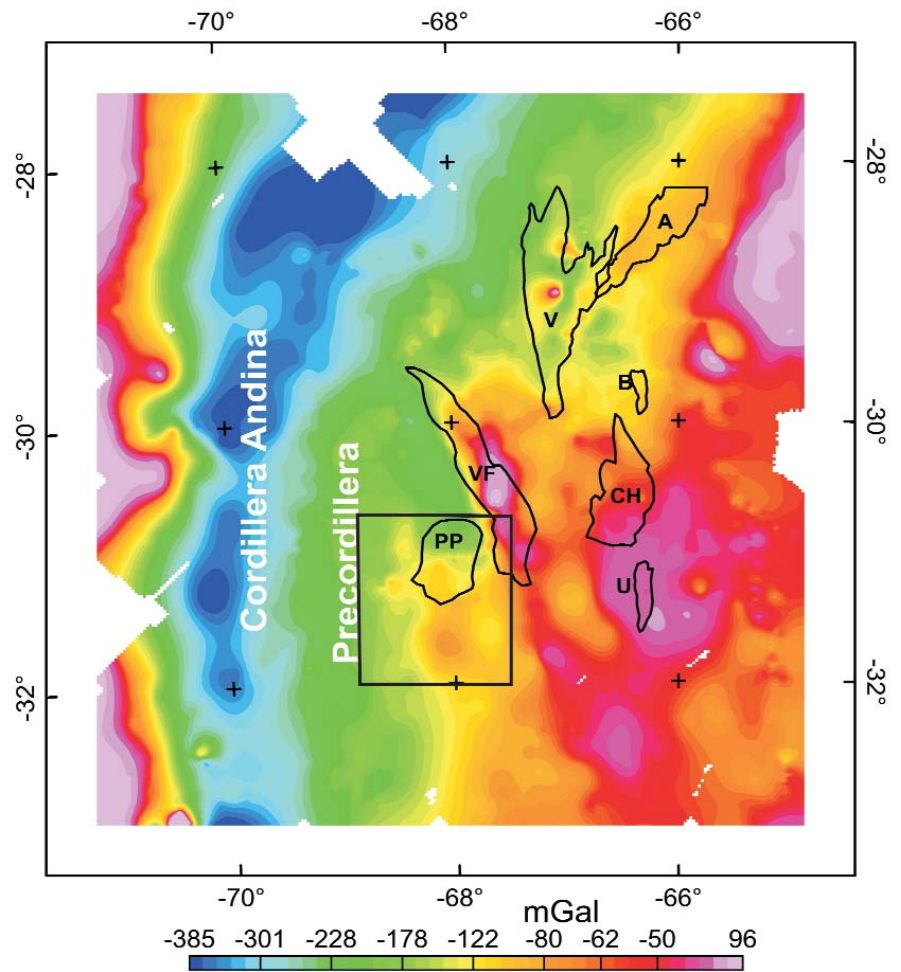 -70° -68° -66°
-28° -28°
A
V
B
-30° -30°
VF
CH
Cordillera Andina
Precordillera
PP
U
-32° -32°
-70° -68° -66°
mGal
-385 -301 -228 -178 -122 -80 -62 -50 96